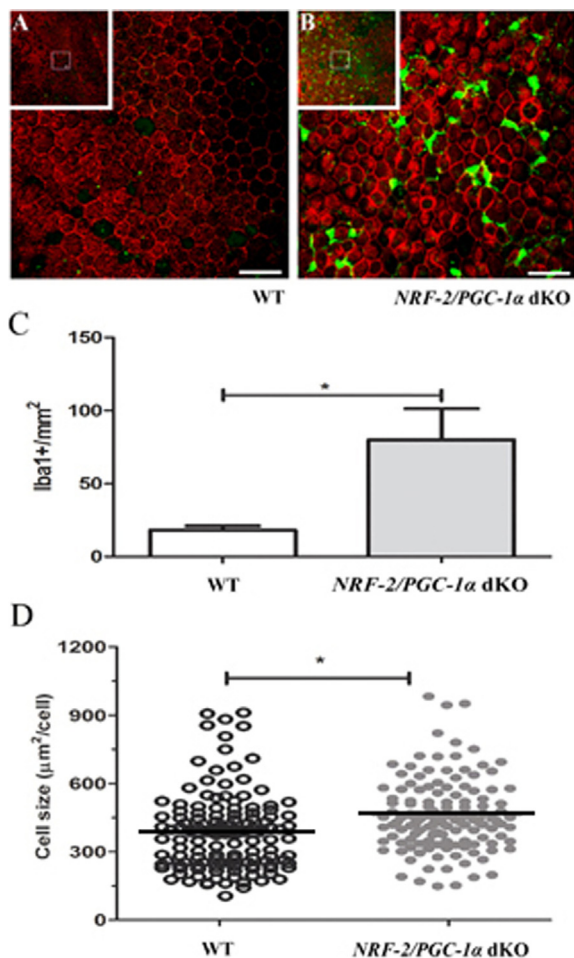 A B
WT NRF-2/PGC-1α dKO
C
150
*
100
Iba1+/mm²
50
0
WT NRF-2/PGC-1α dKO
D
1200
*
900
Cell size (µm²/cell)
600
300
0
WT NRF-2/PGC-1α dKO